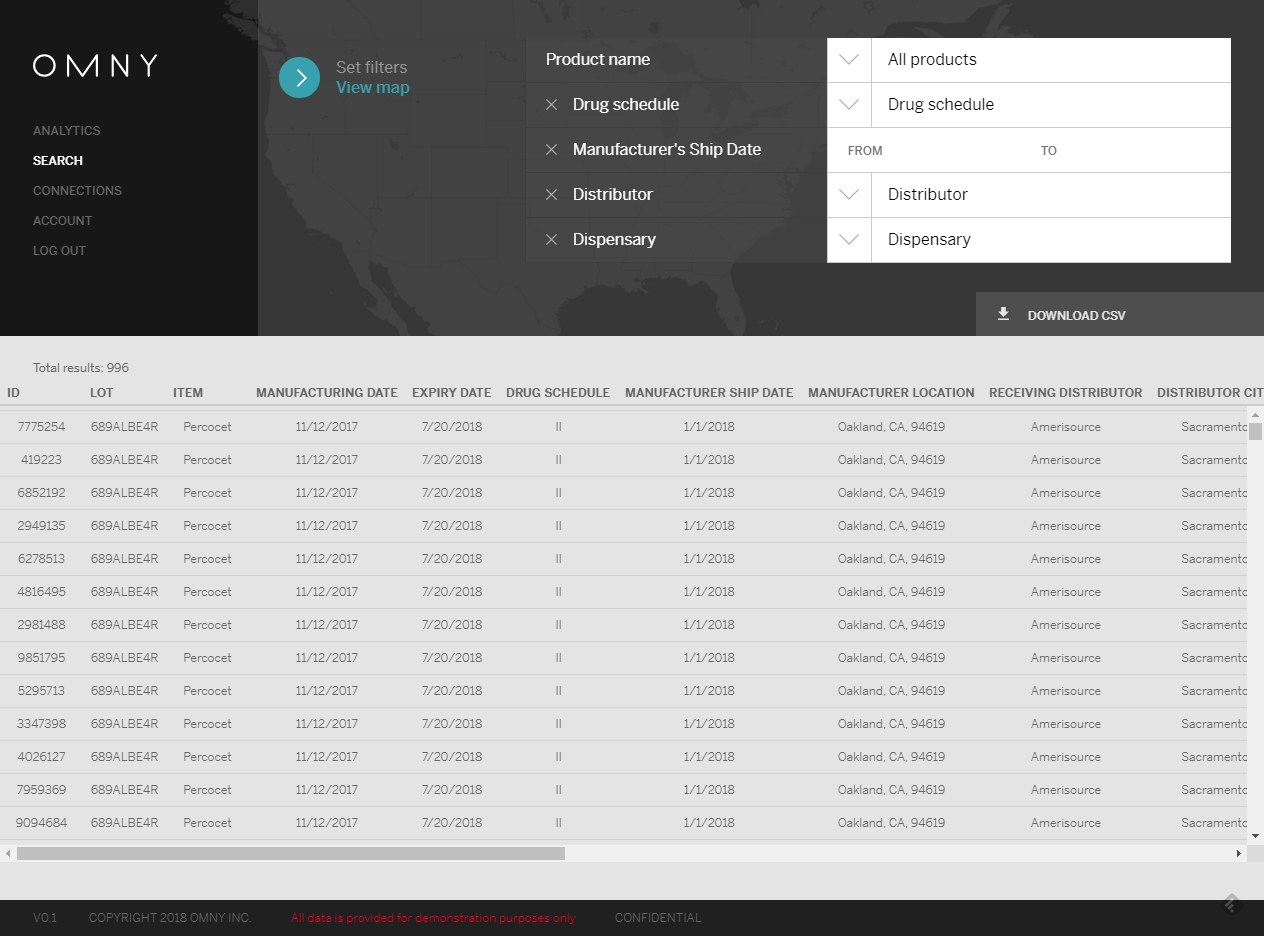 OMNY
ANALYTICS
SEARCH
CONNECTIONS
ACCOUNT
LOG OUT
Set filters
View map
Product name All products
Drug schedule Drug schedule
Manufacturer's Ship Date FROM TO
Distributor Distributor
Dispensary Dispensary
DOWNLOAD CSV
Total results: 996
ID LOT ITEM MANUFACTURING DATE EXPIRY DATE DRUG SCHEDULE MANUFACTURER SHIP DATE MANUFACTURER LOCATION RECEIVING DISTRIBUTOR DISTRIBUTOR CIT
7775254 689ALBE4R Percocet 11/12/2017 7/20/2018 II 1/1/2018 Oakland, CA, 94619 Amerisource Sacramento
419223 689ALBE4R Percocet 11/12/2017 7/20/2018 II 1/1/2018 Oakland, CA, 94619 Amerisource Sacramento
6852192 689ALBE4R Percocet 11/12/2017 7/20/2018 II 1/1/2018 Oakland, CA, 94619 Amerisource Sacramento
2949135 689ALBE4R Percocet 11/12/2017 7/20/2018 II 1/1/2018 Oakland, CA, 94619 Amerisource Sacramento
6278513 689ALBE4R Percocet 11/12/2017 7/20/2018 II 1/1/2018 Oakland, CA, 94619 Amerisource Sacramento
4816495 689ALBE4R Percocet 11/12/2017 7/20/2018 II 1/1/2018 Oakland, CA, 94619 Amerisource Sacramento
2981488 689ALBE4R Percocet 11/12/2017 7/20/2018 II 1/1/2018 Oakland, CA, 94619 Amerisource Sacramento
9851795 689ALBE4R Percocet 11/12/2017 7/20/2018 II 1/1/2018 Oakland, CA, 94619 Amerisource Sacramento
5295713 689ALBE4R Percocet 11/12/2017 7/20/2018 II 1/1/2018 Oakland, CA, 94619 Amerisource Sacramento
3347398 689ALBE4R Percocet 11/12/2017 7/20/2018 II 1/1/2018 Oakland, CA, 94619 Amerisource Sacramento
4026127 689ALBE4R Percocet 11/12/2017 7/20/2018 II 1/1/2018 Oakland, CA, 94619 Amerisource Sacramento
7959369 689ALBE4R Percocet 11/12/2017 7/20/2018 II 1/1/2018 Oakland, CA, 94619 Amerisource Sacramento
9094684 689ALBE4R Percocet 11/12/2017 7/20/2018 II 1/1/2018 Oakland, CA, 94619 Amerisource Sacramento
V0.1 COPYRIGHT 2018 OMNY INC. All data is provided for demonstration purposes only CONFIDENTIAL